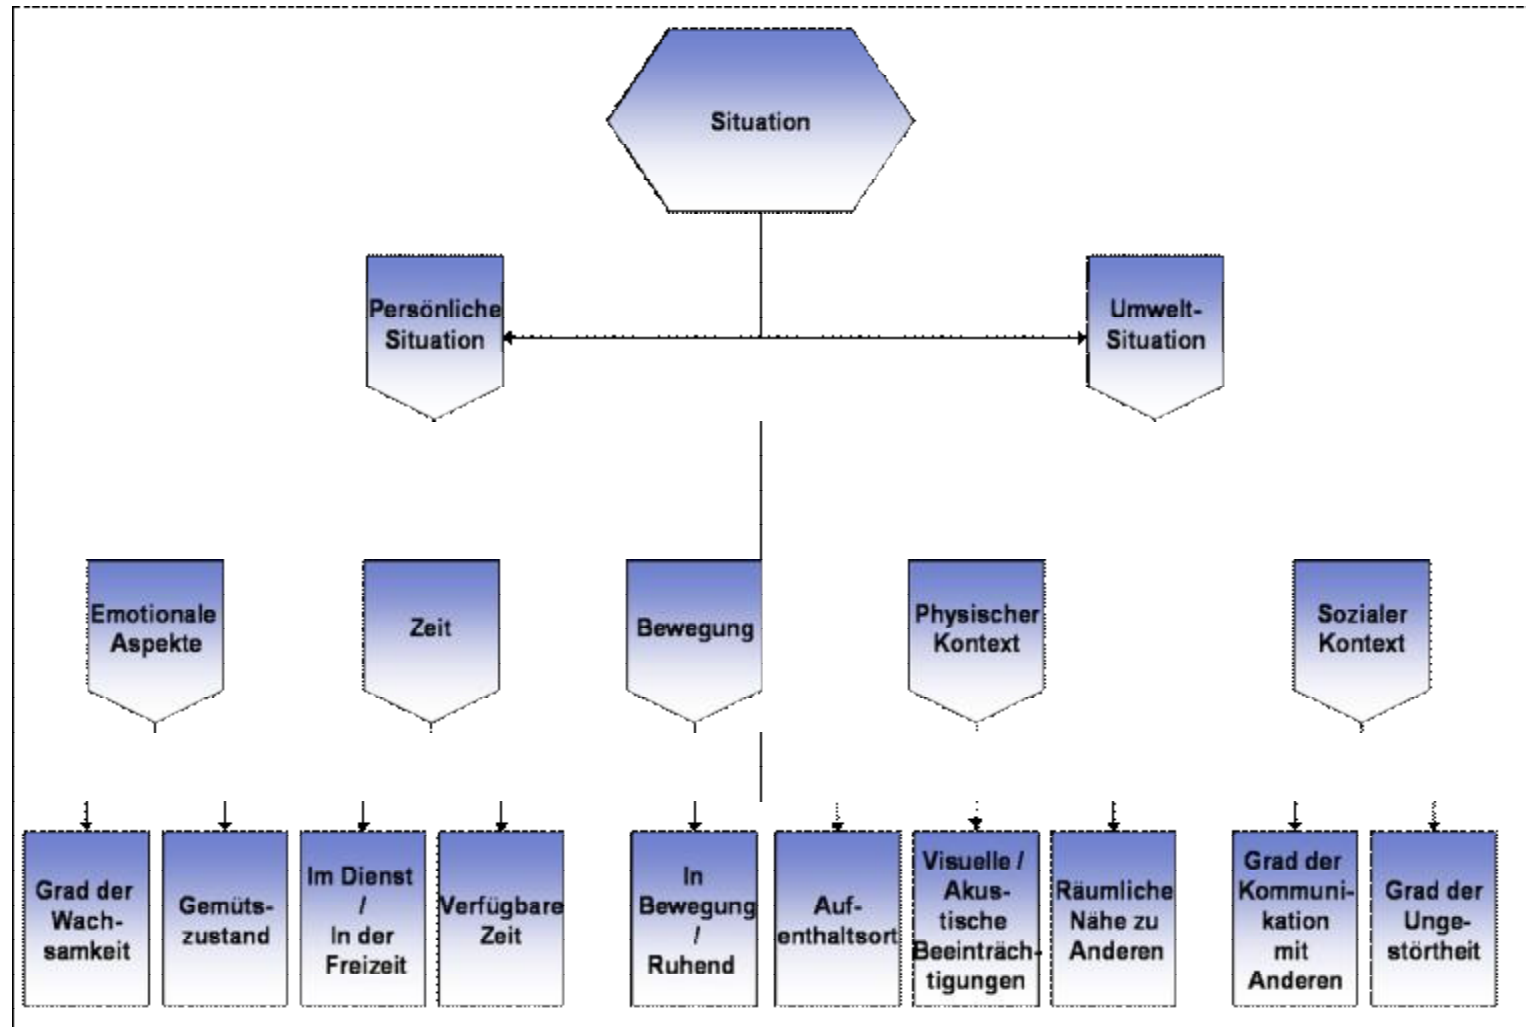 Situation
Persönliche
Situation
Umwelt-
Situation
Emotionale
Aspekte
Zeit
Bewegung
Physischer
Kontext
Sozialer
Kontext
Grad der
Wach-
samkeit
Gemüts-
zustand
Im Dienst
/
In der
Freizeit
Verfügbare
Zeit
In
Bewegung
/
Ruhend
Auf-
enthaltsort
Visuelle /
Akus-
tische
Beeinträch-
tigungen
Räumliche
Nähe zu
Anderen
Grad der
Kommuni-
kation
mit
Anderen
Grad der
Unge-
störtheit